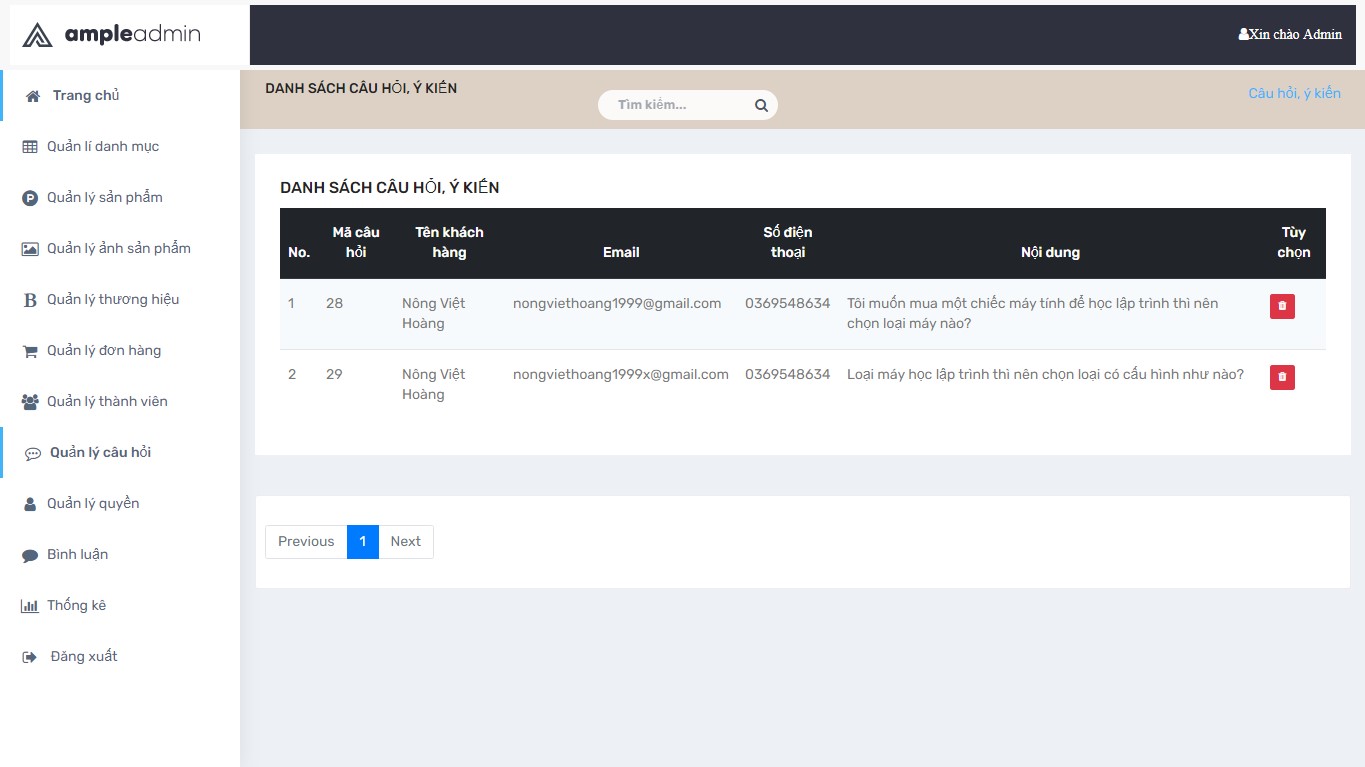 ampleadmin
Xin chào Admin
Trang chủ
Quản lí danh mục
Quản lý sản phẩm
Quản lý ảnh sản phẩm
Quản lý thương hiệu
Quản lý đơn hàng
Quản lý thành viên
Quản lý câu hỏi
Quản lý quyền
Bình luận
Thống kê
Đăng xuất
DANH SÁCH CÂU HỎI, Ý KIẾN
Tìm kiếm...
Câu hỏi, ý kiến
DANH SÁCH CÂU HỎI, Ý KIẾN
No. Mã câu hỏi Tên khách hàng Email Số điện thoại Nội dung Tùy chọn
1 28 Nông Việt Hoàng nongviethoang1999@gmail.com 0369548634 Tôi muốn mua một chiếc máy tính để học lập trình thì nên
chọn loại máy nào?
2 29 Nông Việt Hoàng nongviethoang1999x@gmail.com 0369548634 Loại máy học lập trình thì nên chọn loại có cấu hình như nào?
Previous 1 Next